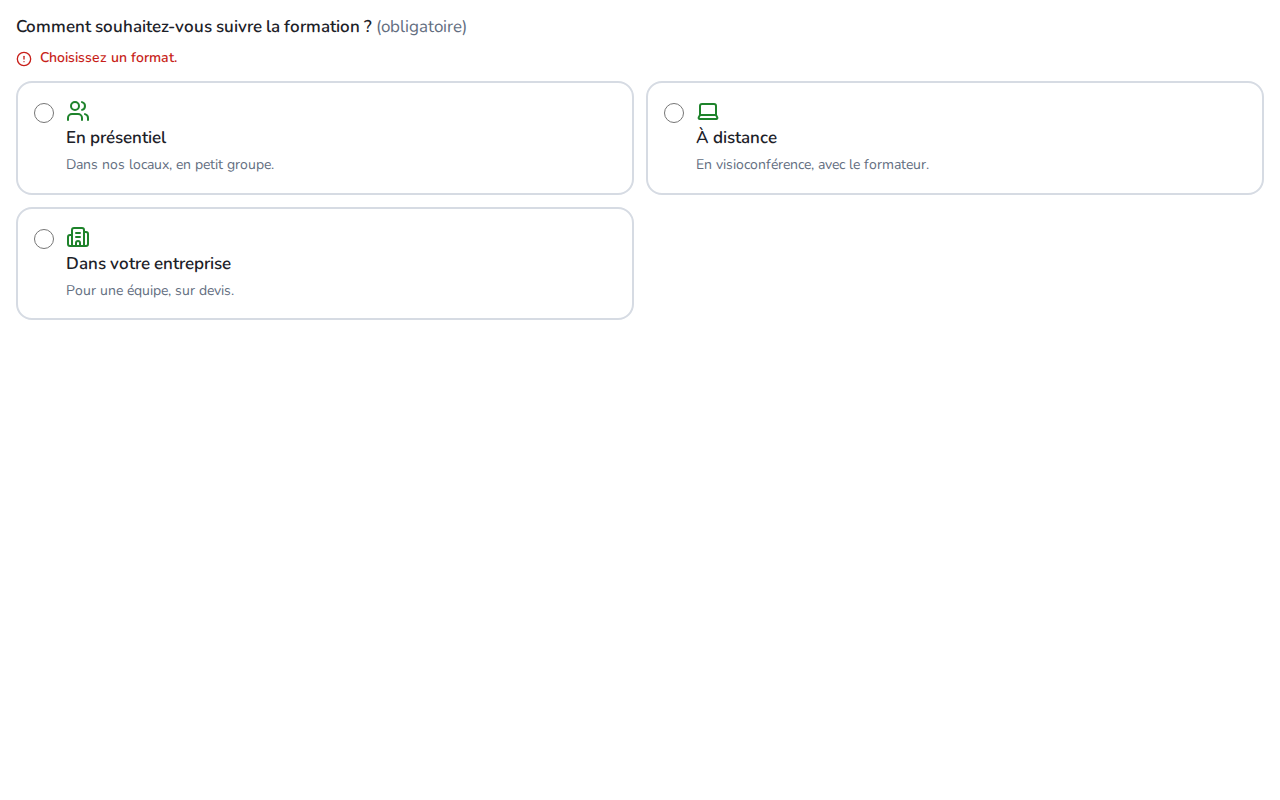 Comment souhaitez-vous suivre la formation ? (obligatoire)
Choisissez un format.
En présentiel
Dans nos locaux, en petit groupe.
À distance
En visioconférence, avec le formateur.
Dans votre entreprise
Pour une équipe, sur devis.